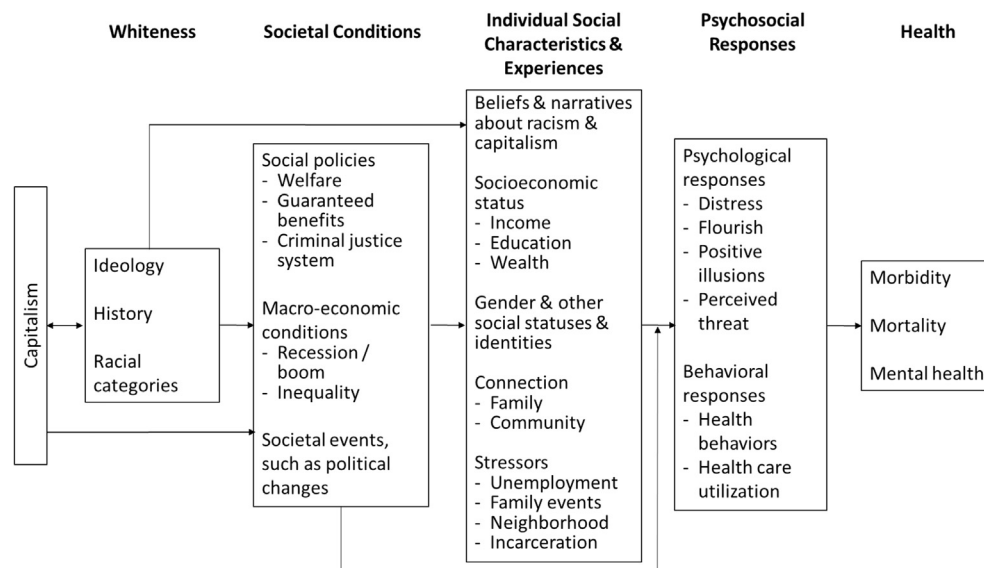 Whiteness
Societal Conditions
Individual Social
Characteristics &
Experiences
Psychosocial
Responses
Health
Capitalism
Ideology
History
Racial
categories
Social policies
- Welfare
- Guaranteed
benefits
- Criminal justice
system
Macro-economic
conditions
- Recession /
boom
- Inequality
Societal events,
such as political
changes
Beliefs & narratives
about racism &
capitalism
Socioeconomic
status
- Income
- Education
- Wealth
Gender & other
social statuses &
identities
Connection
- Family
- Community
Stressors
- Unemployment
- Family events
- Neighborhood
- Incarceration
Psychological
responses
- Distress
- Flourish
- Positive
illusions
- Perceived
threat
Behavioral
responses
- Health
behaviors
- Health care
utilization
Morbidity
Mortality
Mental health